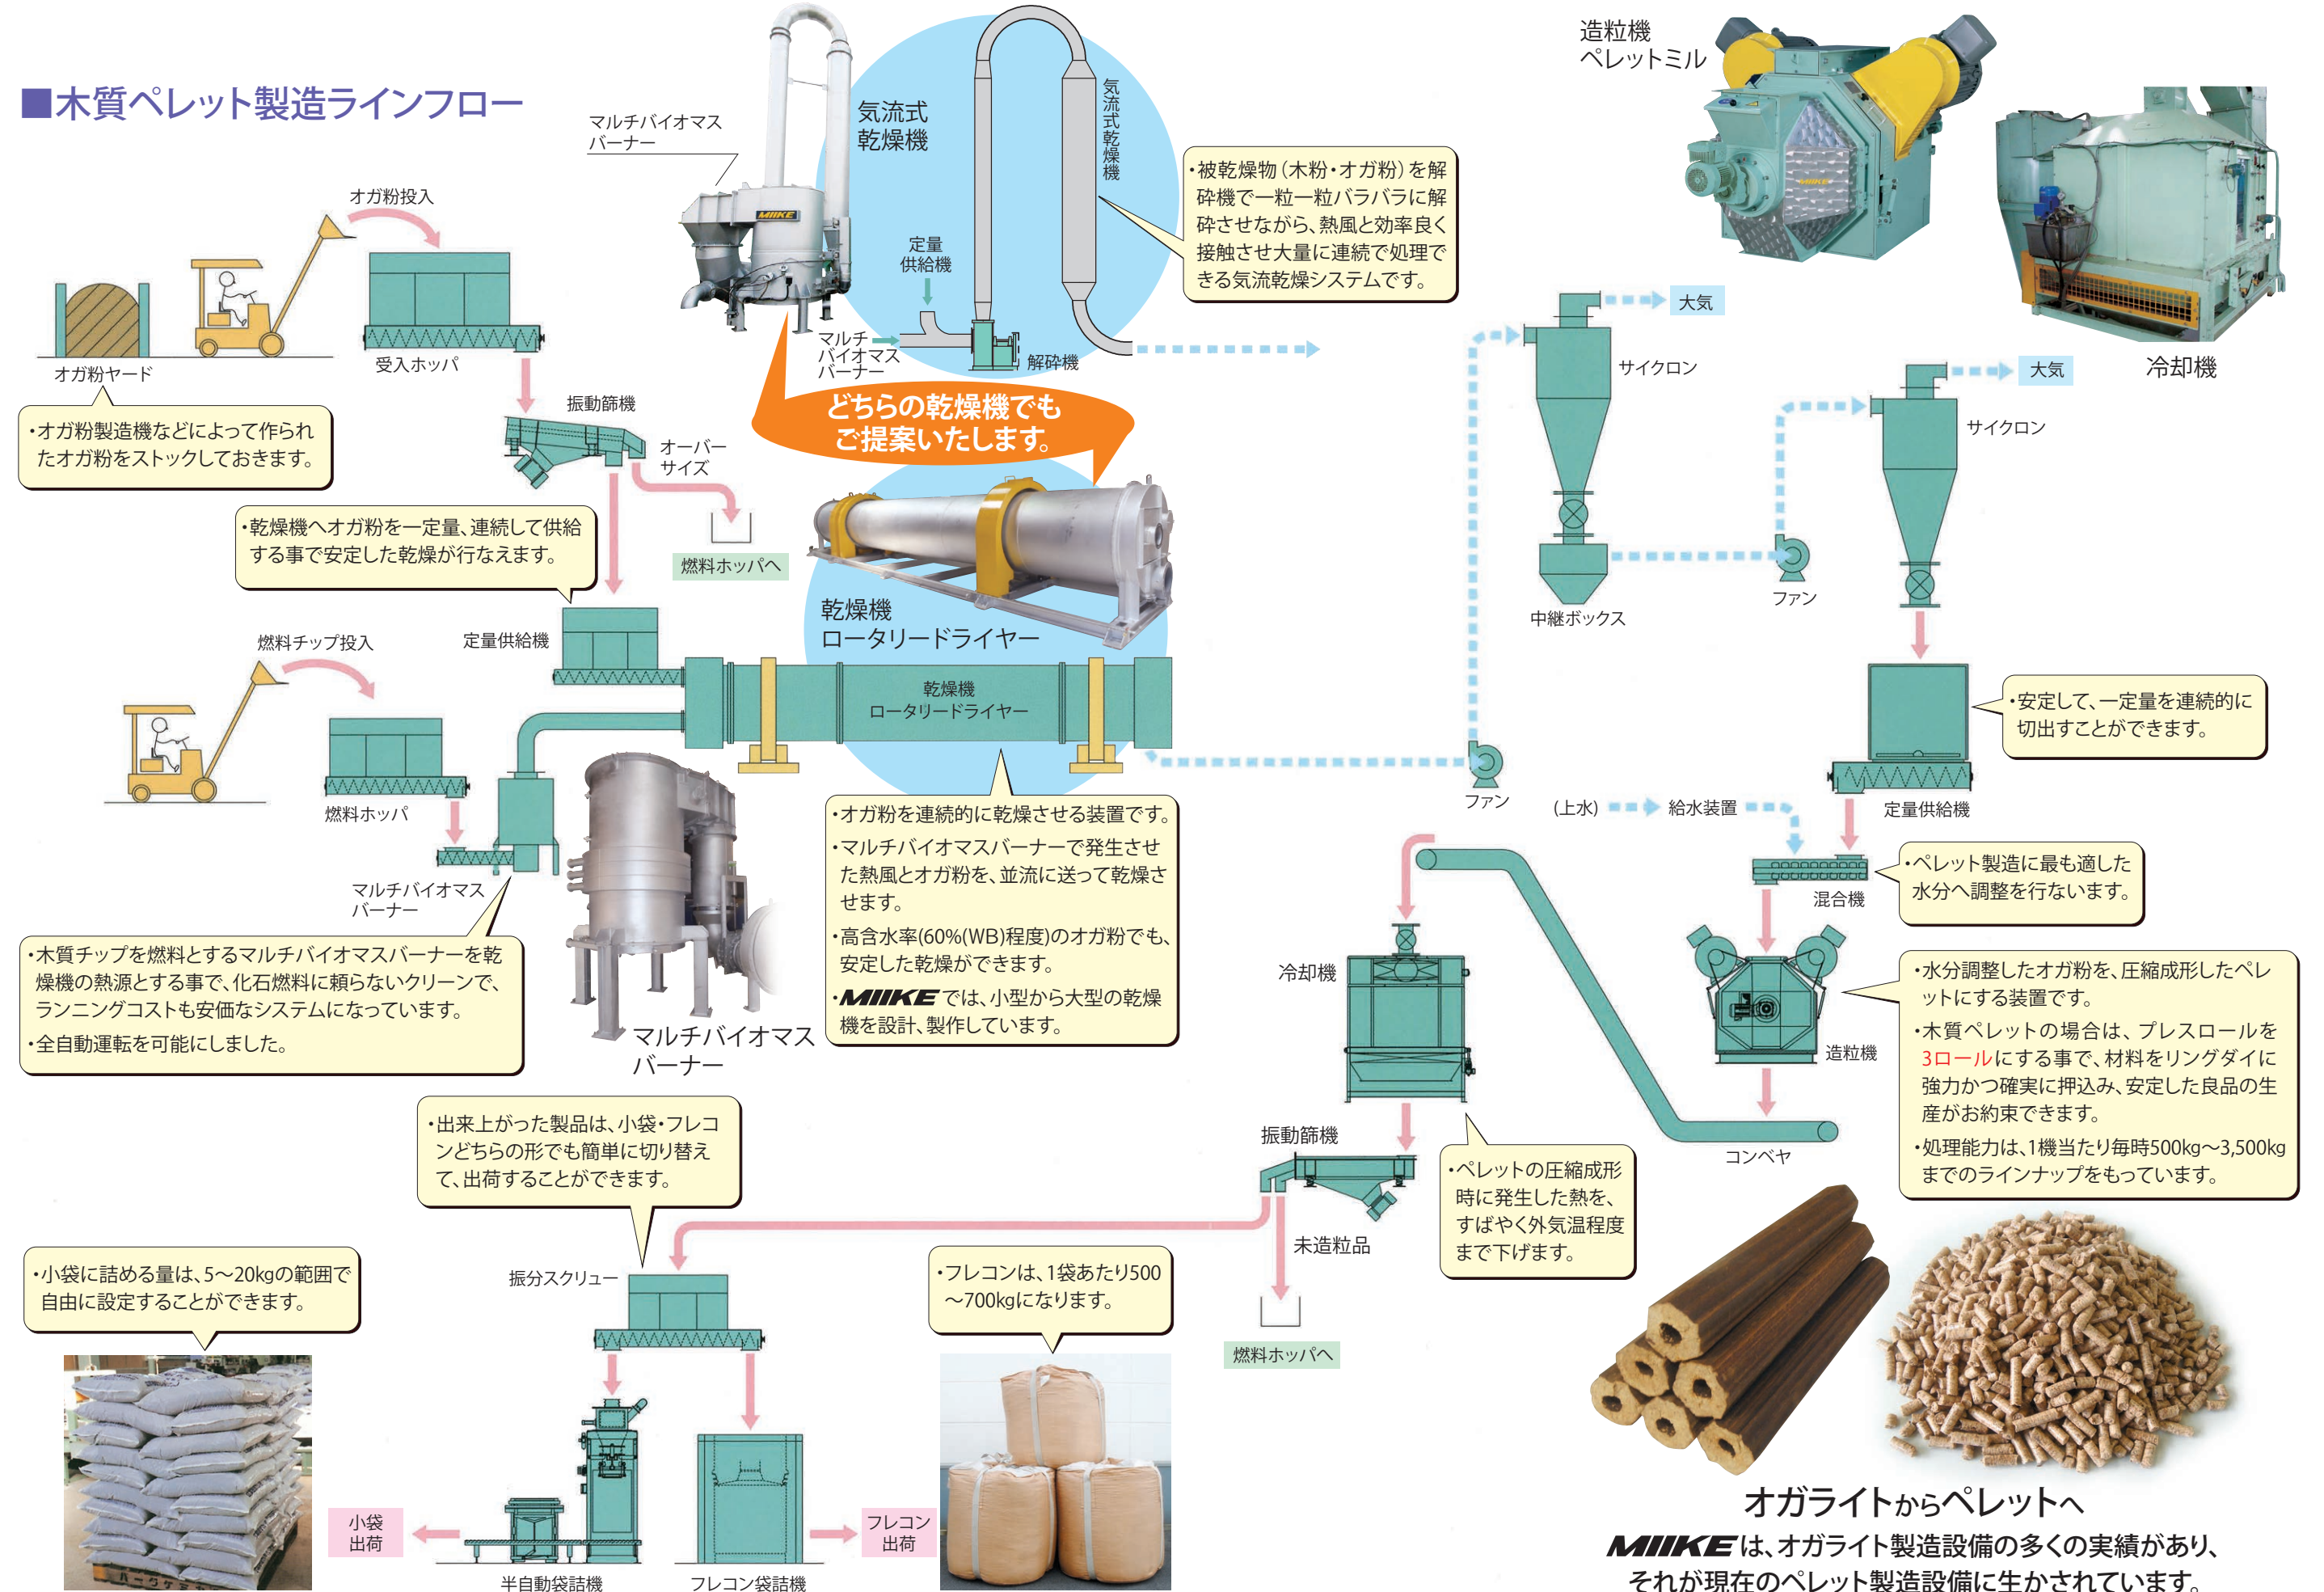 ■木質ペレット製造ラインフロー
マルチバイオマス
バーナー
気流式
乾燥機
MIIKE
気流式乾燥機
定量
供給機
マルチ
バイオマス
バーナー
解砕機
・被乾燥物(木粉・オガ粉)を解
砕機で一粒一粒バラバラに解
砕させながら、熱風と効率良く
接触させ大量に連続で処理で
きる気流乾燥システムです。
造粒機
ペレットミル
MIIKE
冷却機
オガ粉投入
オガ粉ヤード
受入ホッパ
・オガ粉製造機などによって作られ
たオガ粉をストックしておきます。
振動篩機
オーバー
サイズ
燃料ホッパへ
どちらの乾燥機でも
ご提案いたします。
・乾燥機へオガ粉を一定量、連続して供給
する事で安定した乾燥が行なえます。
定量供給機
乾燥機
ロータリードライヤー
乾燥機
ロータリードライヤー
燃料チップ投入
燃料ホッパ
マルチバイオマス
バーナー
・木質チップを燃料とするマルチバイオマスバーナーを乾
燥機の熱源とする事で、化石燃料に頼らないクリーンで、
ランニングコストも安価なシステムになっています。
・全自動運転を可能にしました。
マルチバイオマス
バーナー
・オガ粉を連続的に乾燥させる装置です。
・マルチバイオマスバーナーで発生させ
た熱風とオガ粉を、並流に送って乾燥さ
せます。
・高含水率(60%(WB)程度)のオガ粉でも、
安定した乾燥ができます。
・MIIKEでは、小型から大型の乾燥
機を設計、製作しています。
ファン
サイクロン
大気
中継ボックス
ファン
サイクロン
大気
・安定して、一定量を連続的に
切出すことができます。
定量供給機
(上水)
給水装置
混合機
・ペレット製造に最も適した
水分へ調整を行ないます。
造粒機
・水分調整したオガ粉を、圧縮成形したペレ
ットにする装置です。
・木質ペレットの場合は、プレスロールを
3ロールにする事で、材料をリングダイに
強力かつ確実に押込み、安定した良品の生
産がお約束できます。
・処理能力は、1機当たり毎時500kg〜3,500kg
までのラインナップをもっています。
コンベヤ
冷却機
・ペレットの圧縮成形
時に発生した熱を、
すばやく外気温程度
まで下げます。
振動篩機
未造粒品
燃料ホッパへ
・出来上がった製品は、小袋・フレコ
ンどちらの形でも簡単に切り替え
て、出荷することができます。
振分スクリュー
・小袋に詰める量は、5〜20kgの範囲で
自由に設定することができます。
・フレコンは、1袋あたり500
〜700kgになります。
小袋
出荷
半自動袋詰機
フレコン袋詰機
フレコン
出荷
オガライトからペレットへ
MIIKEは、オガライト製造設備の多くの実績があり、
それが現在のペレット製造設備に生かされています。